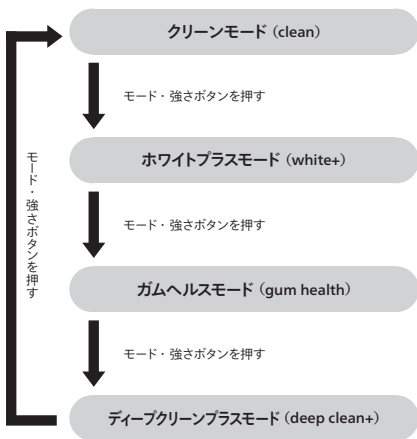 クリーンモード（clean）
モード・強さボタンを押す
ホワイトプラスモード（white+）
モード・強さボタンを押す
ガムヘルスモード（gum health）
モード・強さボタンを押す
ディープクリーンプラスモード（deep clean+）
モード・強さボタンを押す